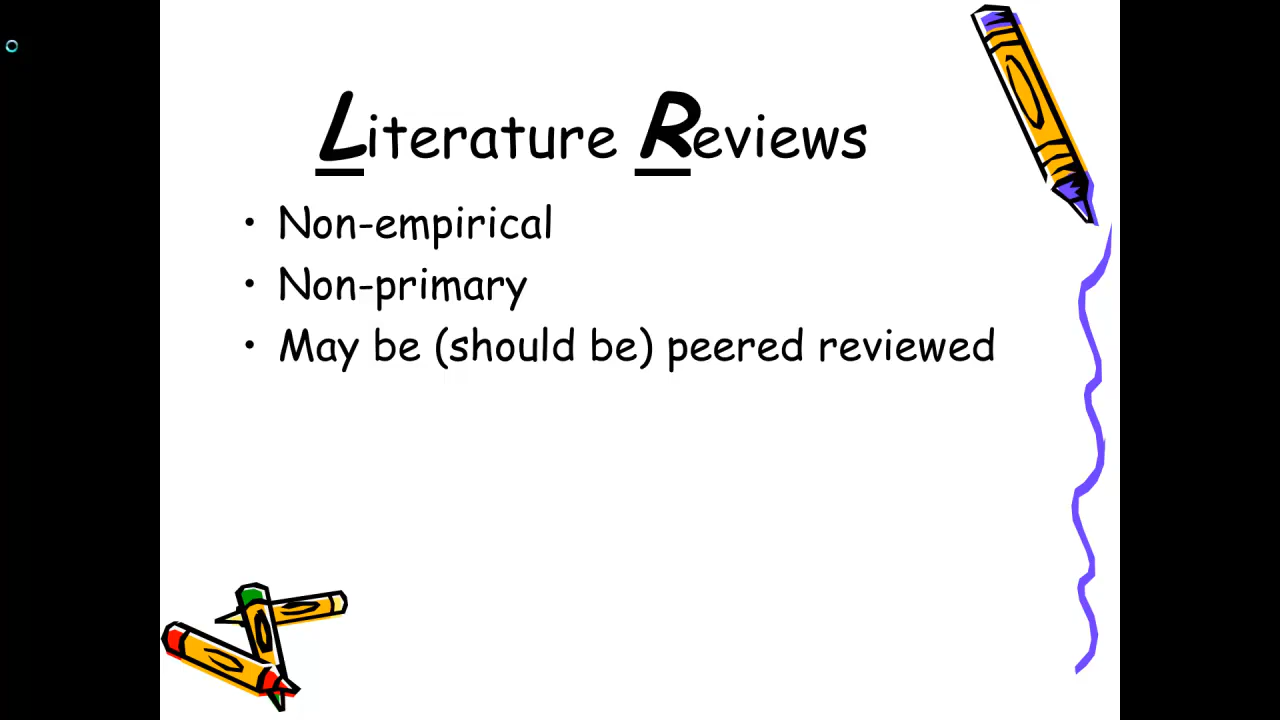 Literature Reviews
• Non-empirical
• Non-primary
• May be (should be) peered reviewed